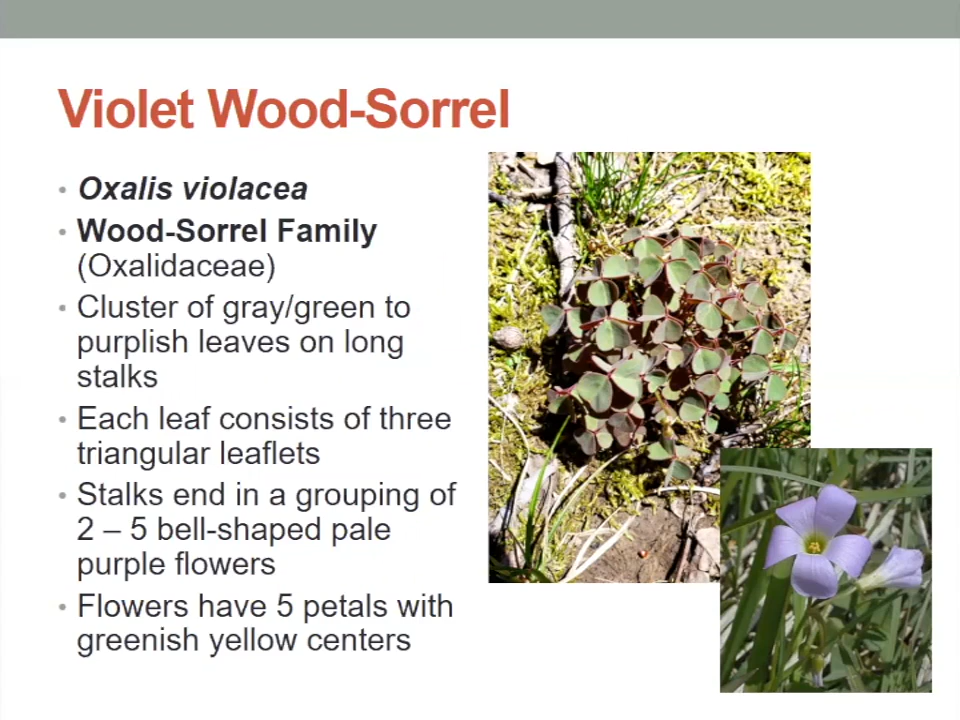 Violet Wood-Sorrel
• Oxalis violacea
• Wood-Sorrel Family
(Oxalidaceae)
• Cluster of gray/green to
purplish leaves on long
stalks
• Each leaf consists of three
triangular leaflets
• Stalks end in a grouping of
2 – 5 bell-shaped pale
purple flowers
• Flowers have 5 petals with
greenish yellow centers